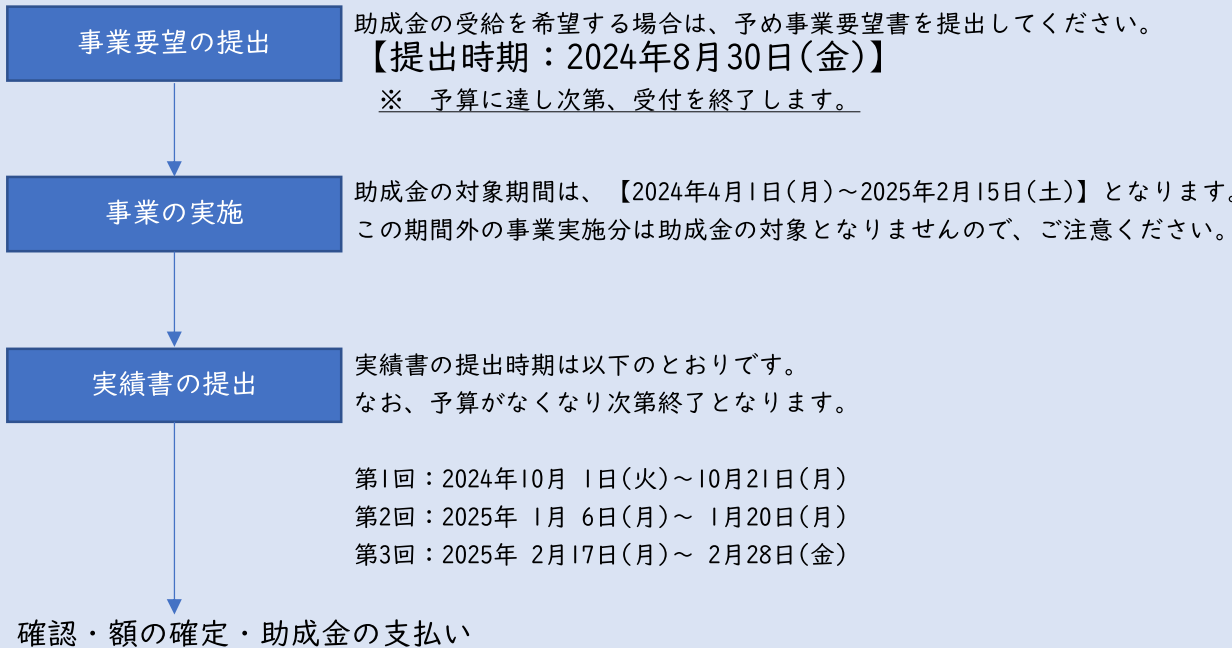 事業要望の提出
助成金の受給を希望する場合は、予め事業要望書を提出してください。
【提出時期：2024年8月30日(金)】
※　予算に達し次第、受付を終了します。
事業の実施
助成金の対象期間は、【2024年4月1日(月)～2025年2月15日(土)】となります。
この期間外の事業実施分は助成金の対象となりませんので、ご注意ください。
実績書の提出
実績書の提出時期は以下のとおりです。
なお、予算がなくなり次第終了となります。
第1回：2024年10月 1日(火)～10月21日(月)
第2回：2025年 1月 6日(月)～ 1月20日(月)
第3回：2025年 2月17日(月)～ 2月28日(金)
確認・額の確定・助成金の支払い